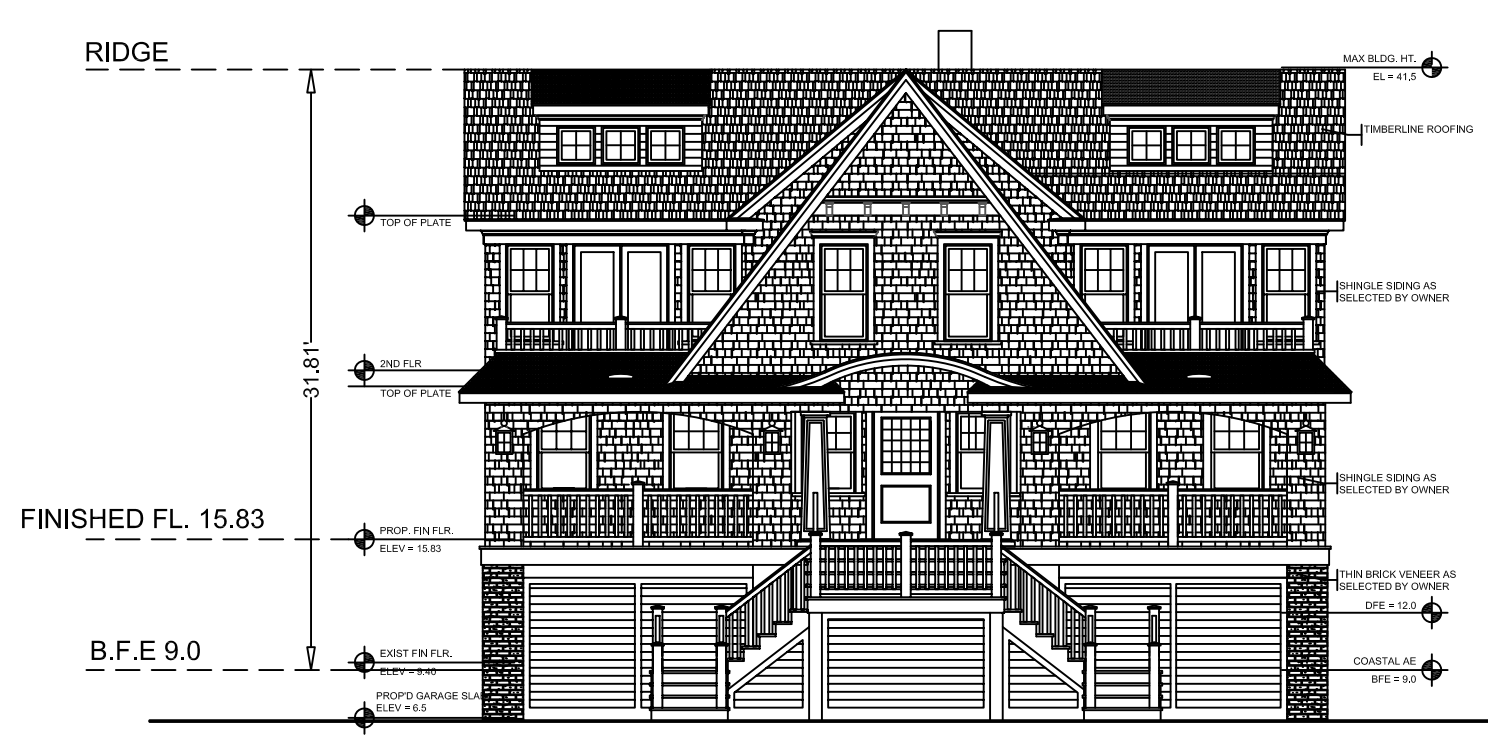 RIDGE
MAX BLDG. HT.
EL = 41.5
TIMBERLINE ROOFING
TOP OF PLATE
SHINGLE SIDING AS
SELECTED BY OWNER
31.81'
2ND FLR
TOP OF PLATE
SHINGLE SIDING AS
SELECTED BY OWNER
FINISHED FL. 15.83
PROP. FIN FLR.
ELEV = 15.83
THIN BRICK VENEER AS
SELECTED BY OWNER
DFE = 12.0
B.F.E 9.0
EXIST FIN FLR.
ELEV = 9.40
COASTAL AE
BFE = 9.0
PROP'D GARAGE SLAB
ELEV = 6.5